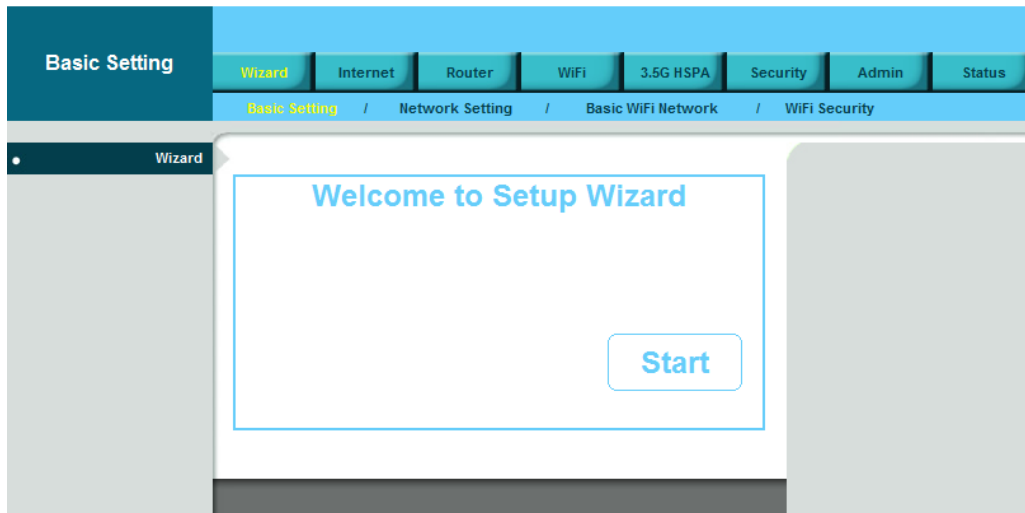 Basic Setting
Wizard Internet Router WiFi 3.5G HSPA Security Admin Status
Basic Setting / Network Setting / Basic WiFi Network / WiFi Security
Wizard
Welcome to Setup Wizard
Start